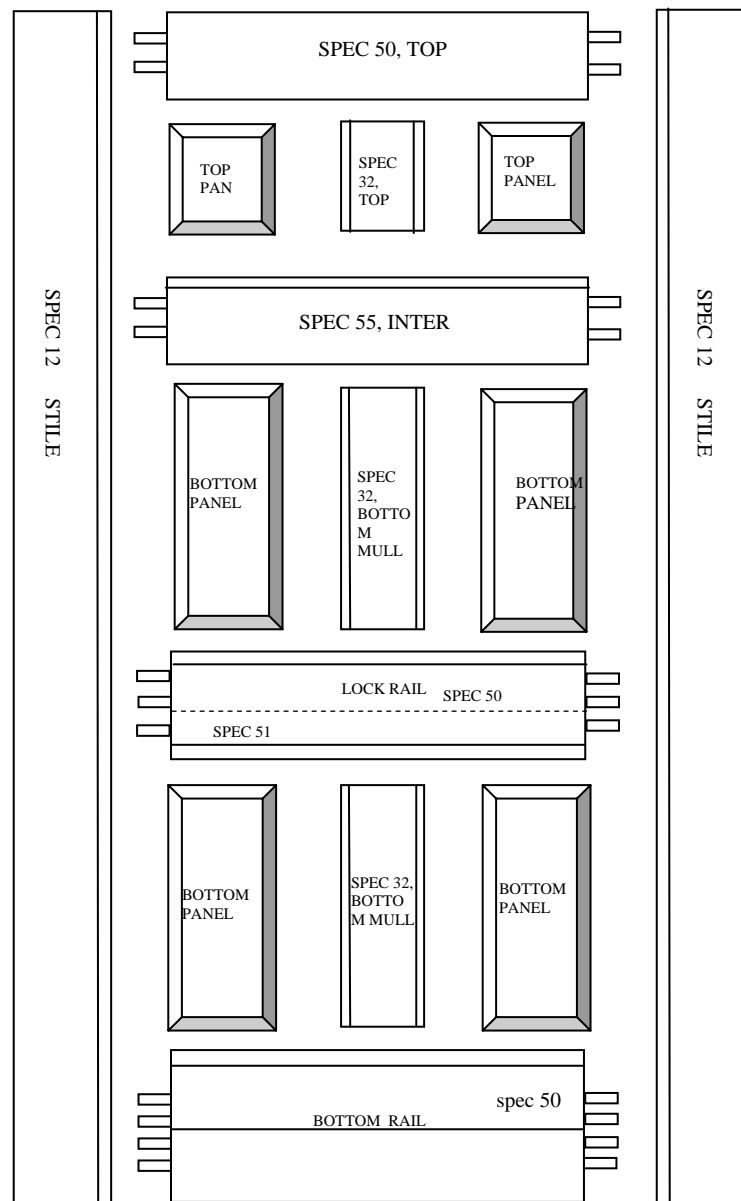 SPEC 50, TOP
TOP
PAN
SPEC
32,
TOP
TOP
PANEL
SPEC 12 STILE
SPEC 55, INTER
SPEC 12 STILE
BOTTOM
PANEL
SPEC
32,
BOTTO
M
MULL
BOTTOM
PANEL
LOCK RAIL
SPEC 50
SPEC 51
BOTTOM
PANEL
SPEC 32,
BOTTO
M MULL
BOTTOM
PANEL
spec 50
BOTTOM RAIL